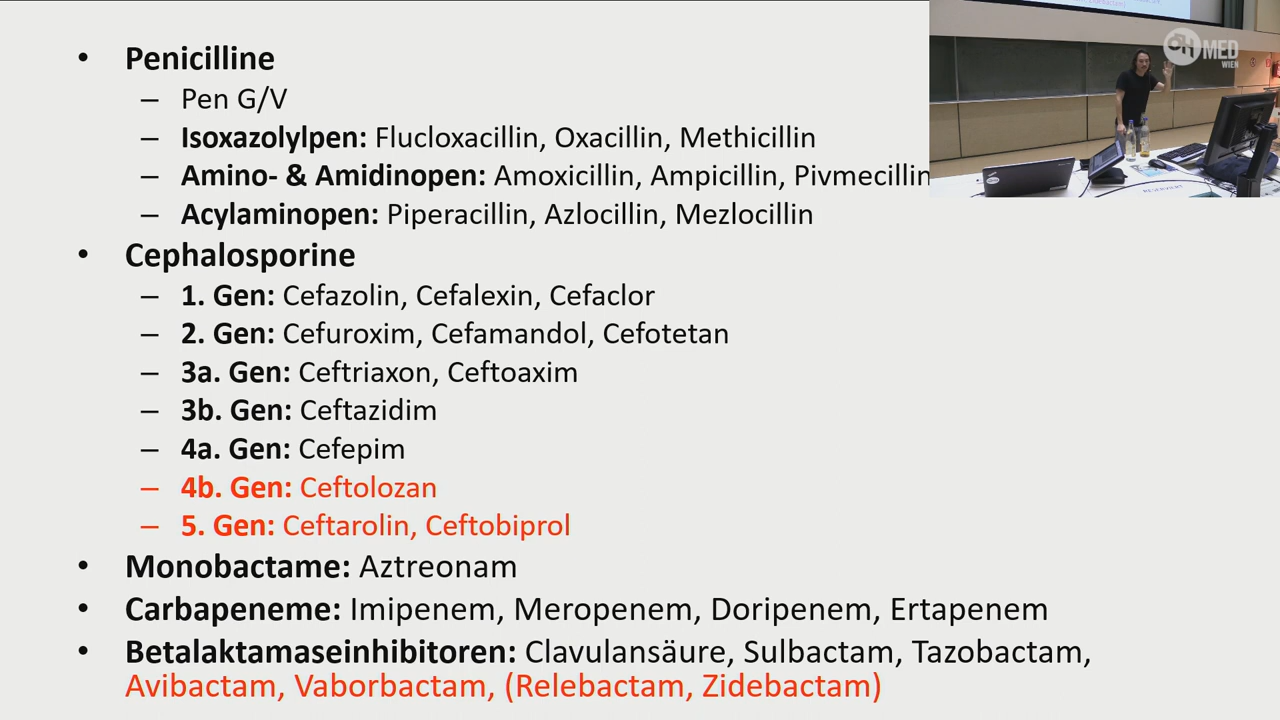 • Penicilline
– Pen G/V
– Isoxazolylpen: Flucloxacillin, Oxacillin, Methicillin
– Amino- & Amidinopen: Amoxicillin, Ampicillin, Pivmecillin
– Acylaminopen: Piperacillin, Azlocillin, Mezlocillin
• Cephalosporine
– 1. Gen: Cefazolin, Cefalexin, Cefaclor
– 2. Gen: Cefuroxim, Cefamandol, Cefotetan
– 3a. Gen: Ceftriaxon, Ceftoaxim
– 3b. Gen: Ceftazidim
– 4a. Gen: Cefepim
– 4b. Gen: Ceftolozan
– 5. Gen: Ceftarolin, Ceftobiprol
• Monobactame: Aztreonam
• Carbapeneme: Imipenem, Meropenem, Doripenem, Ertapenem
• Betalaktamaseinhibitoren: Clavulansäure, Sulbactam, Tazobactam,
Avibactam, Vaborbactam, (Relebactam, Zidebactam)
MED
WIEN
RESERVIERT